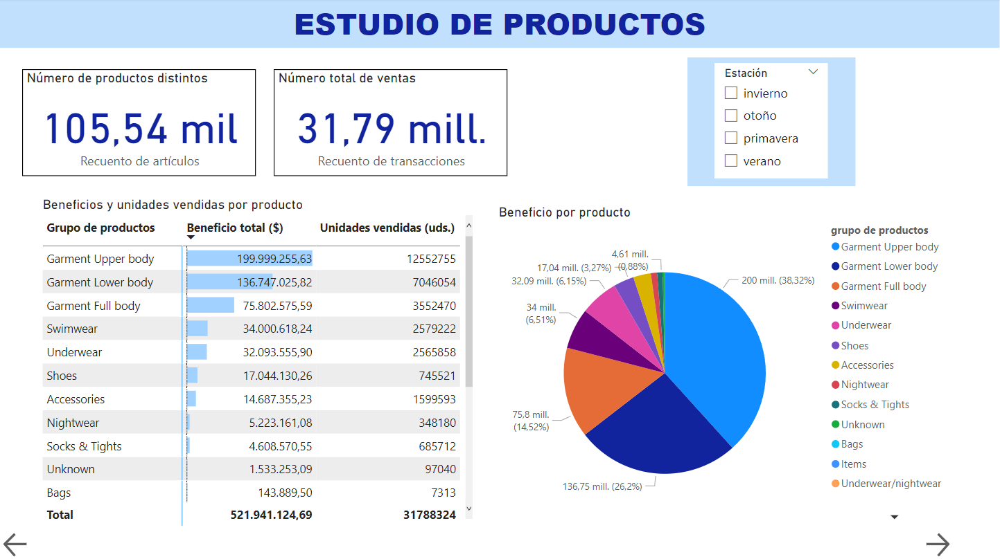 ESTUDIO DE PRODUCTOS
Número de productos distintos
105,54 mil
Recuento de artículos
Número total de ventas
31,79 mill.
Recuento de transacciones
Estación
invierno
otoño
primavera
verano
Beneficios y unidades vendidas por producto
Grupo de productos Beneficio total ($) Unidades vendidas (uds.)
Garment Upper body 199.999.255,63 12552755
Garment Lower body 136.747.025,82 7046054
Garment Full body 75.802.575,59 3552470
Swimwear 34.000.618,24 2579222
Underwear 32.093.555,90 2565858
Shoes 17.044.130,26 745521
Accessories 14.687.355,23 1599593
Nightwear 5.223.161,08 348180
Socks & Tights 4.608.570,55 685712
Unknown 1.533.253,09 97040
Bags 143.889,50 7313
Total 521.941.124,69 31788324
Beneficio por producto
4,61 mill.
(0,88%)
17,04 mill. (3,27%)
32,09 mill. (6,15%)
34 mill.
(6,51%)
75,8 mill.
(14,52%)
136,75 mill. (26,2%)
200 mill. (38,32%)
grupo de productos
Garment Upper body
Garment Lower body
Garment Full body
Swimwear
Underwear
Shoes
Accessories
Nightwear
Socks & Tights
Unknown
Bags
Items
Underwear/nightwear